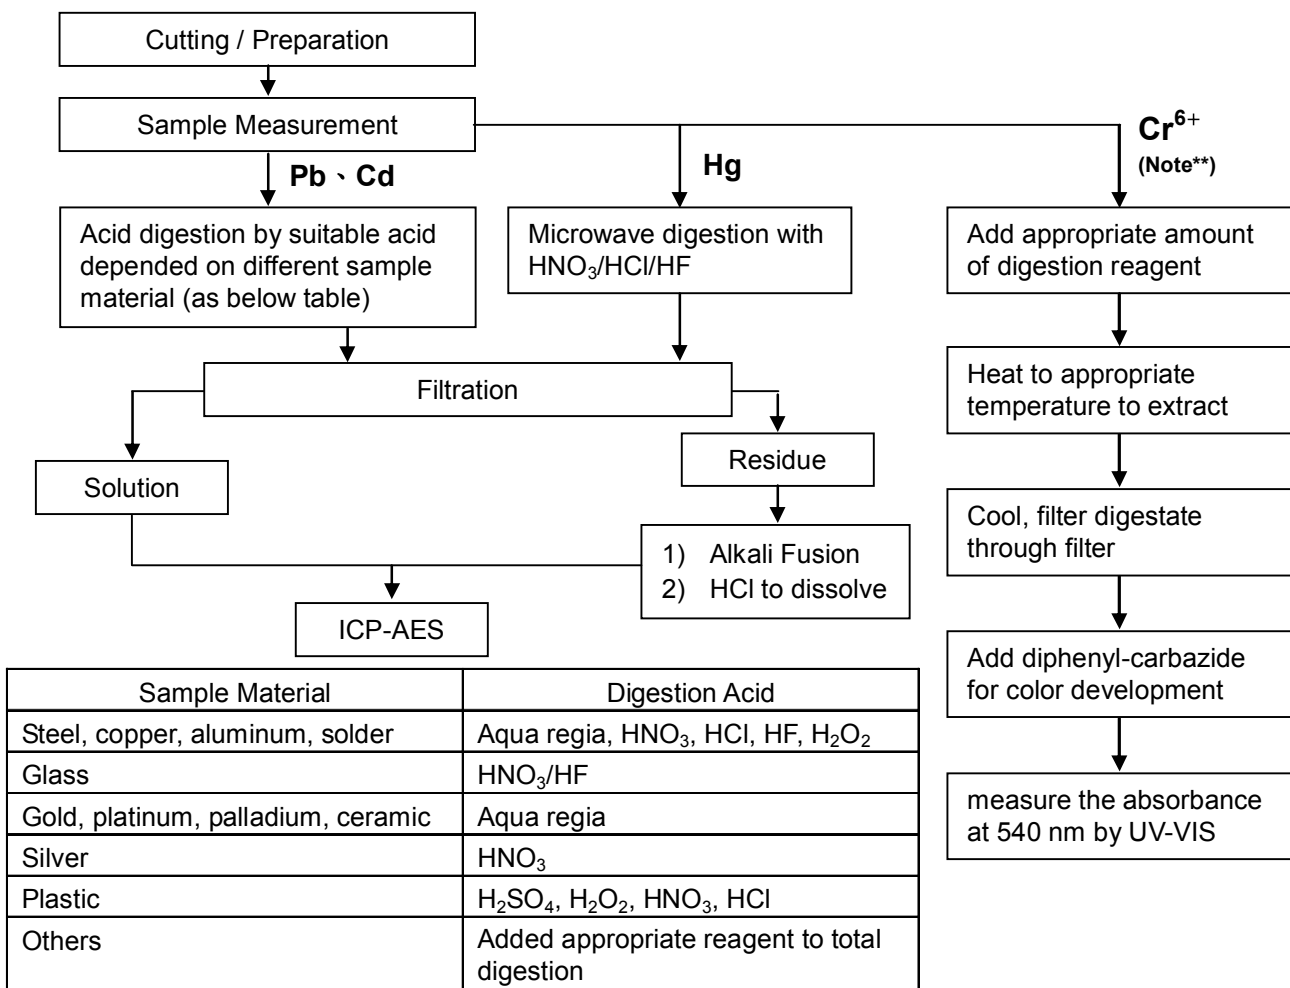 Cutting / Preparation
Sample Measurement
Pb、Cd
Hg
Cr⁶⁺
(Note**)
Acid digestion by suitable acid
depended on different sample
material (as below table)
Microwave digestion with
HNO₃/HCl/HF
Add appropriate amount
of digestion reagent
Filtration
Heat to appropriate
temperature to extract
Solution
Residue
Cool, filter digestate
through filter
1) Alkali Fusion
2) HCl to dissolve
ICP-AES
Add diphenyl-carbazide
for color development
measure the absorbance
at 540 nm by UV-VIS
Sample Material Digestion Acid
Steel, copper, aluminum, solder Aqua regia, HNO₃, HCl, HF, H₂O₂
Glass HNO₃/HF
Gold, platinum, palladium, ceramic Aqua regia
Silver HNO₃
Plastic H₂SO₄, H₂O₂, HNO₃, HCl
Others Added appropriate reagent to total
digestion